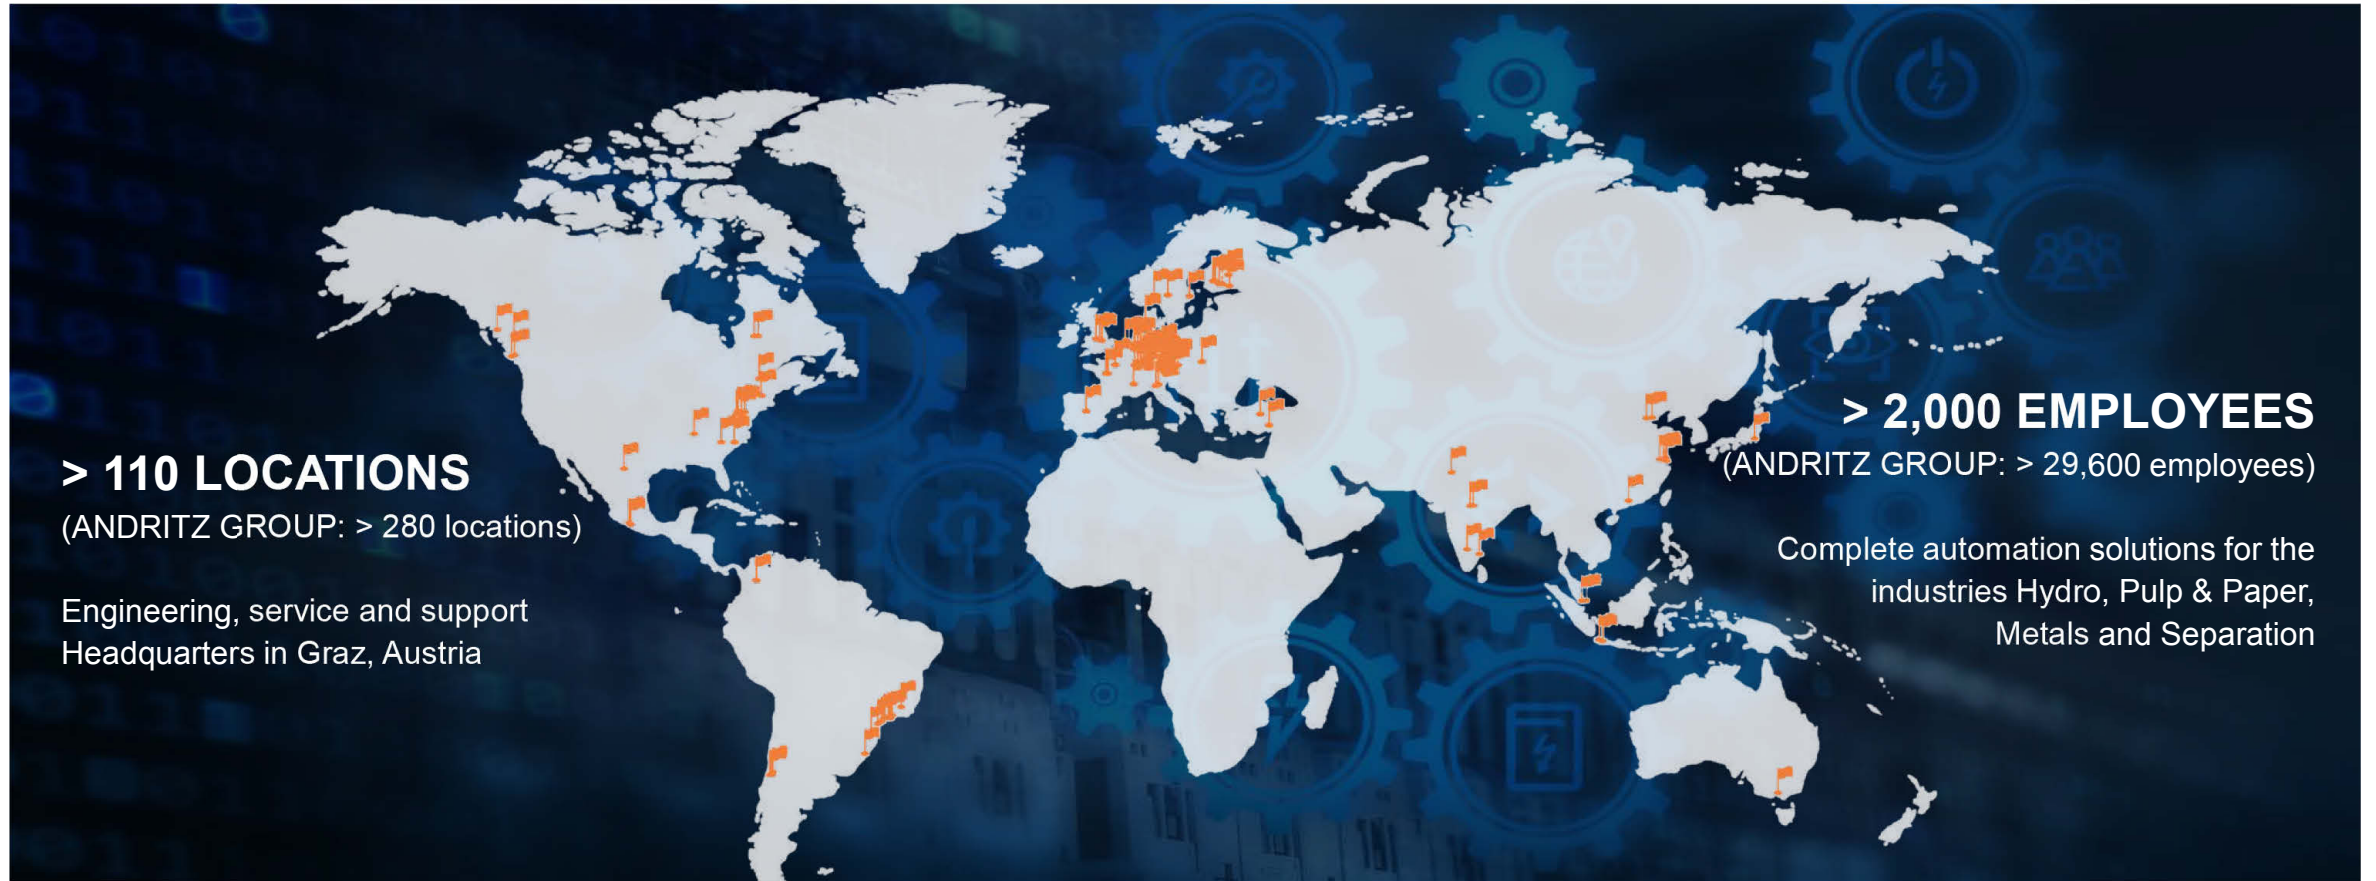 > 110 LOCATIONS
(ANDRITZ GROUP: > 280 locations)
Engineering, service and support
Headquarters in Graz, Austria
> 2,000 EMPLOYEES
(ANDRITZ GROUP: > 29,600 employees)
Complete automation solutions for the
industries Hydro, Pulp & Paper,
Metals and Separation